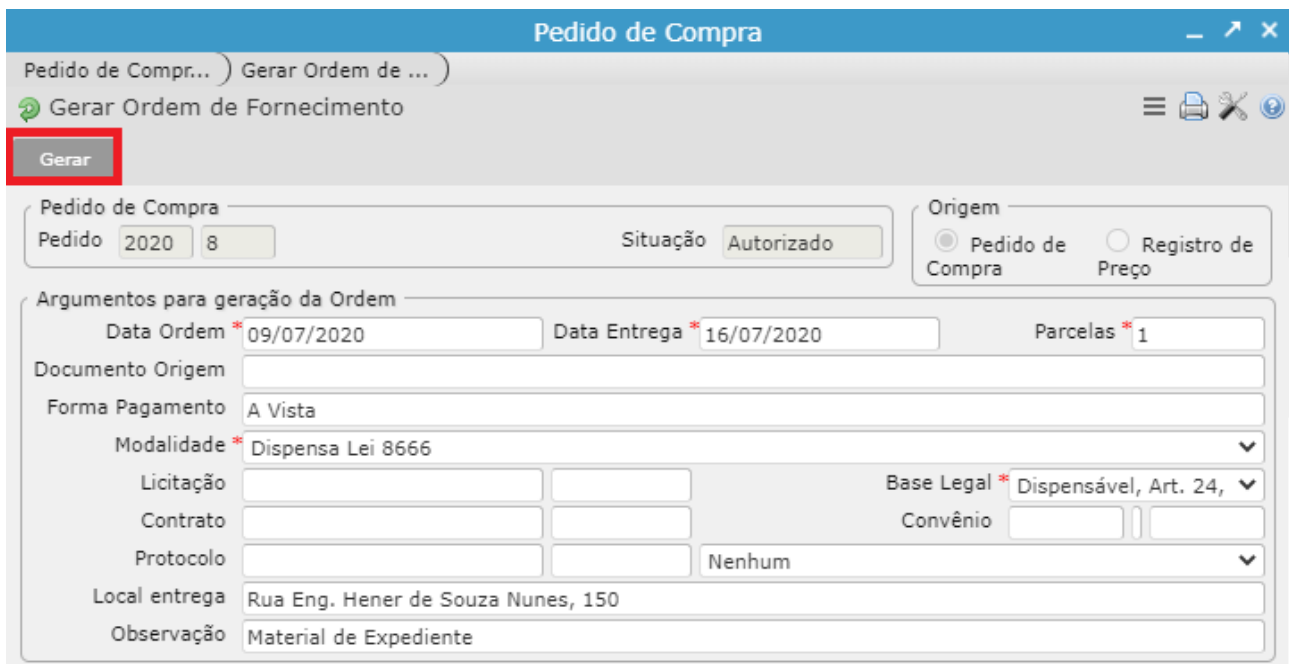 Pedido de Compra
Pedido de Compr... Gerar Ordem de ...
Gerar Ordem de Fornecimento
Gerar
Pedido de Compra Origem
Pedido 2020 8 Situação Autorizado Pedido de Compra Registro de Preço
Argumentos para geração da Ordem
Data Ordem * 09/07/2020 Data Entrega * 16/07/2020 Parcelas * 1
Documento Origem
Forma Pagamento A Vista
Modalidade * Dispensa Lei 8666
Licitação Base Legal * Dispensável, Art. 24,
Contrato Convênio
Protocolo Nenhum
Local entrega Rua Eng. Hener de Souza Nunes, 150
Observação Material de Expediente